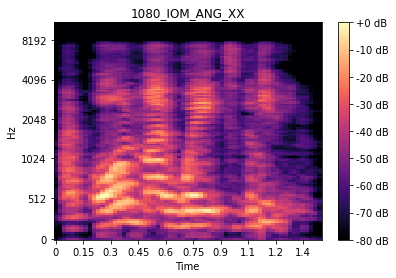 1080_IOM_ANG_XX
+0 dB
8192
-10 dB
4096
-20 dB
-30 dB
2048
Hz
-40 dB
1024
-50 dB
512
-60 dB
-70 dB
0
-80 dB
0 0.15 0.3 0.45 0.6 0.75 0.9 1.1 1.2 1.4
Time